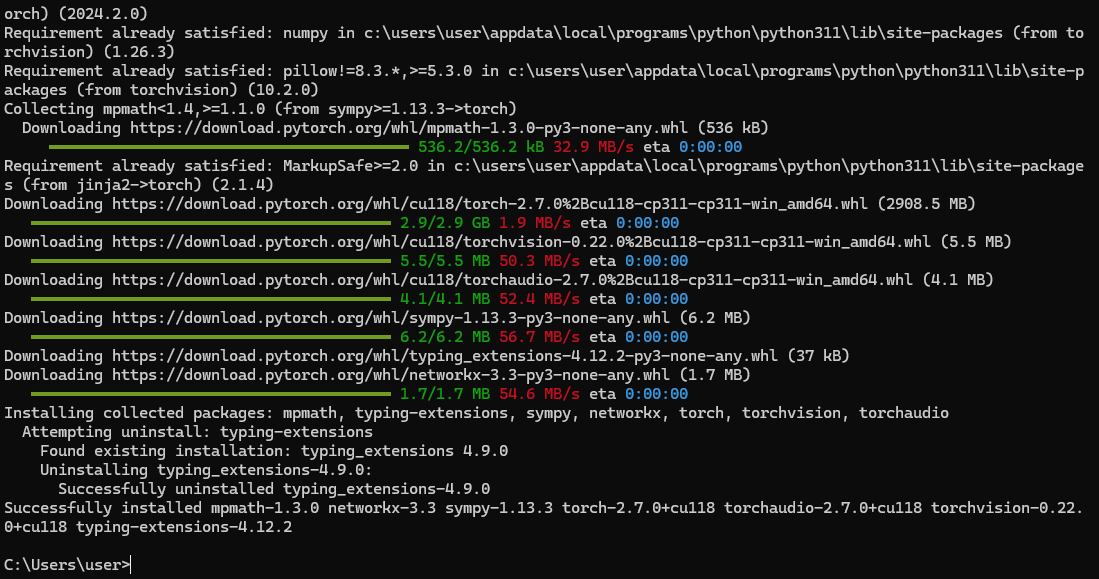 orch) (2024.2.0)
Requirement already satisfied: numpy in c:\users\user\appdata\local\programs\python\python311\lib\site-packages (from to
rchvision) (1.26.3)
Requirement already satisfied: pillow!=8.3.*,>=5.3.0 in c:\users\user\appdata\local\programs\python\python311\lib\site-p
ackages (from torchvision) (10.2.0)
Collecting mpmath<1.4,>=1.1.0 (from sympy>=1.13.3->torch)
  Downloading https://download.pytorch.org/whl/mpmath-1.3.0-py3-none-any.whl (536 kB)
536.2/536.2 kB 32.9 MB/s eta 0:00:00
Requirement already satisfied: MarkupSafe>=2.0 in c:\users\user\appdata\local\programs\python\python311\lib\site-package
s (from jinja2->torch) (2.1.4)
Downloading https://download.pytorch.org/whl/cu118/torch-2.7.0%2Bcu118-cp311-cp311-win_amd64.whl (2908.5 MB)
2.9/2.9 GB 1.9 MB/s eta 0:00:00
Downloading https://download.pytorch.org/whl/cu118/torchvision-0.22.0%2Bcu118-cp311-cp311-win_amd64.whl (5.5 MB)
5.5/5.5 MB 50.3 MB/s eta 0:00:00
Downloading https://download.pytorch.org/whl/cu118/torchaudio-2.7.0%2Bcu118-cp311-cp311-win_amd64.whl (4.1 MB)
4.1/4.1 MB 52.4 MB/s eta 0:00:00
Downloading https://download.pytorch.org/whl/sympy-1.13.3-py3-none-any.whl (6.2 MB)
6.2/6.2 MB 56.7 MB/s eta 0:00:00
Downloading https://download.pytorch.org/whl/typing_extensions-4.12.2-py3-none-any.whl (37 kB)
Downloading https://download.pytorch.org/whl/networkx-3.3-py3-none-any.whl (1.7 MB)
1.7/1.7 MB 54.6 MB/s eta 0:00:00
Installing collected packages: mpmath, typing-extensions, sympy, networkx, torch, torchvision, torchaudio
  Attempting uninstall: typing-extensions
    Found existing installation: typing_extensions 4.9.0
    Uninstalling typing_extensions-4.9.0:
      Successfully uninstalled typing_extensions-4.9.0
Successfully installed mpmath-1.3.0 networkx-3.3 sympy-1.13.3 torch-2.7.0+cu118 torchaudio-2.7.0+cu118 torchvision-0.22.
0+cu118 typing-extensions-4.12.2
C:\Users\user>